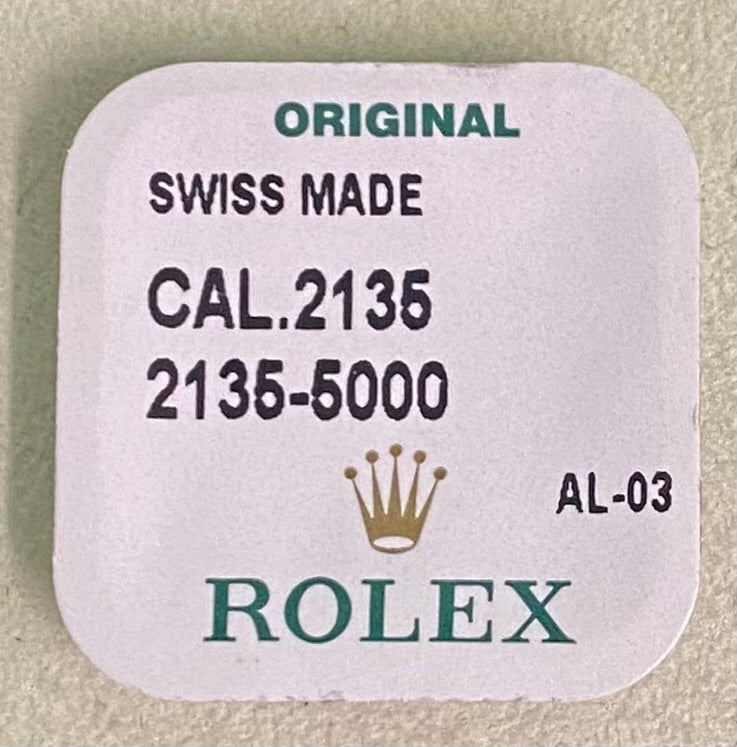 ORIGINAL
SWISS MADE
CAL.2135
2135-5000
AL-03
ROLEX